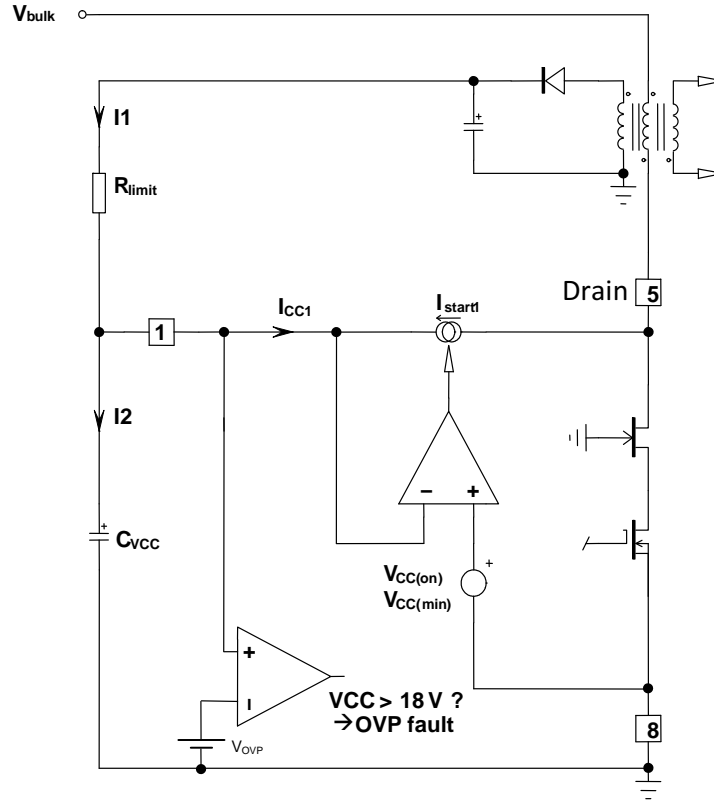 Vbulk
I1
Rlimit
Drain
5
ICC1
Istart1
1
I2
CVCC
− +
+
VCC(on)
VCC(min)
+
+
+
−
VCC > 18 V ?
→OVP fault
VOVP
8